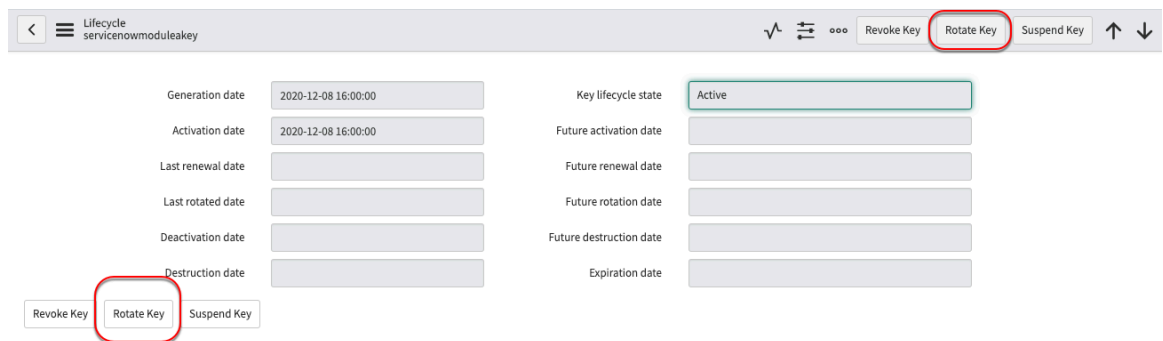 Lifecycle
servicenowmoduleakey
Revoke Key Rotate Key Suspend Key
Generation date 2020-12-08 16:00:00 Key lifecycle state Active
Activation date 2020-12-08 16:00:00 Future activation date
Last renewal date Future renewal date
Last rotated date Future rotation date
Deactivation date Future destruction date
Destruction date Expiration date
Revoke Key Rotate Key Suspend Key